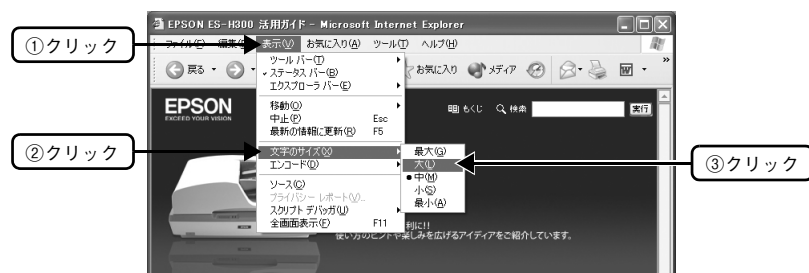 EPSON ES-H300 活用ガイド - Microsoft Internet Explorer
①クリック
ファイル(F) 編集(E) 表示(V) お気に入り(A) ツール(T) ヘルプ(H)
戻る お気に入り メディア
ツール バー(T)
ステータス バー(B)
エクスプローラ バー(E)
EPSON
EXCEED YOUR VISION
もくじ 検索 実行
移動(O)
中止(P) Esc
最新の情報に更新(R) F5
②クリック
文字のサイズ(X)
エンコード(D)
最大(G)
大(L)
中(M)
小(S)
最小(A)
③クリック
ソース(C)
プライバシー レポート(V)...
スクリプト デバッガ(U)
全画面表示(F) F11
利に!!
使い方のヒントや楽しみを広げるアイディアをご紹介しています。